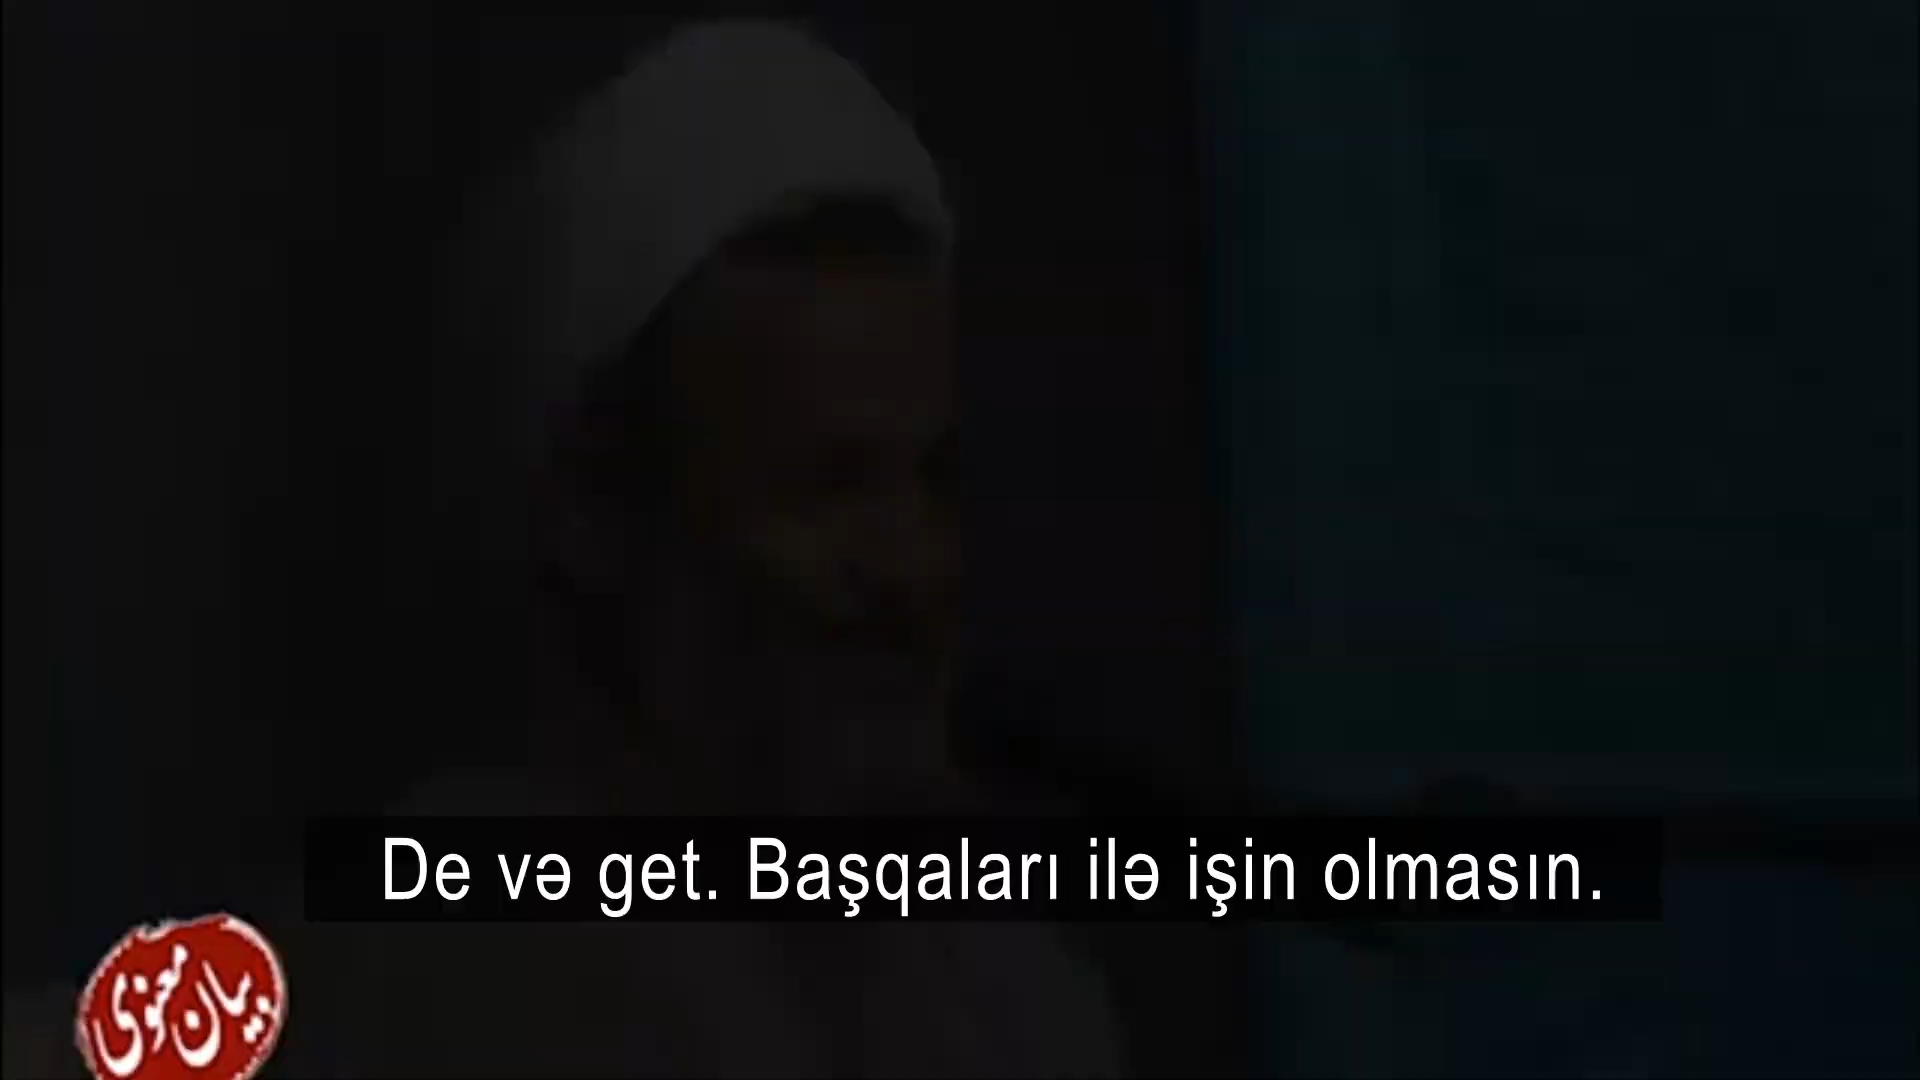 De və get. Başqaları ilə işin olmasın.
بیان معنوی